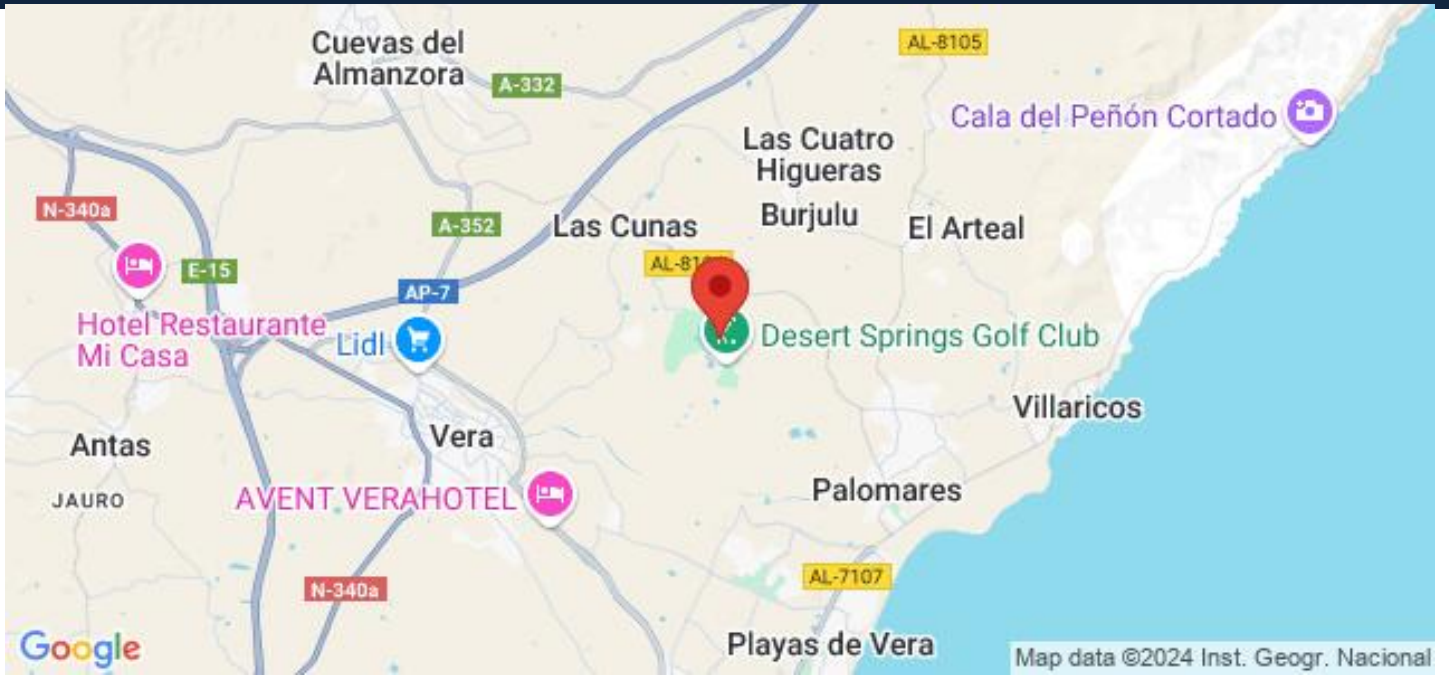 Cuevas del
Almanzora
AL-8105
A-332
Cala del Peñón Cortado
Las Cuatro
Higueras
N-340a
A-352
Las Cunas
Burjulu
El Arteal
E-15
AP-7
Hotel Restaurante
Mi Casa
Lidl
Desert Springs Golf Club
Villaricos
Antas
Vera
JAURO
AVENT VERAHOTEL
Palomares
N-340a
AL-7107
Playas de Vera
Google
Map data ©2024 Inst. Geogr. Nacional